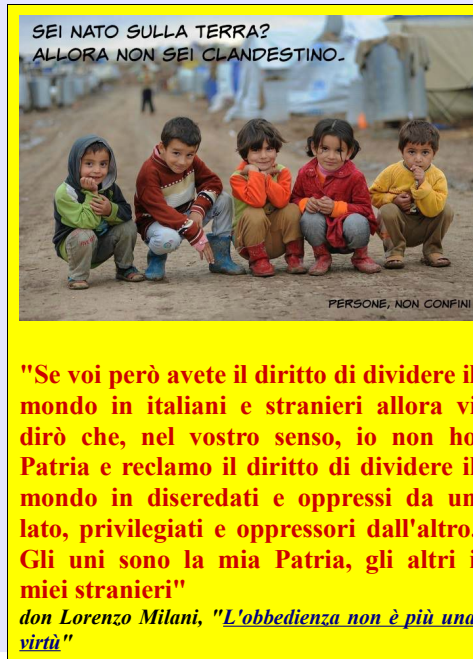 SEI NATO SULLA TERRA?
ALLORA NON SEI CLANDESTINO.
PERSONE, NON CONFINI
"Se voi però avete il diritto di dividere il
mondo in italiani e stranieri allora vi
dirò che, nel vostro senso, io non ho
Patria e reclamo il diritto di dividere il
mondo in diseredati e oppressi da un
lato, privilegiati e oppressori dall'altro.
Gli uni sono la mia Patria, gli altri i
miei stranieri"
don Lorenzo Milani, "L'obbedienza non è più una
virtù"